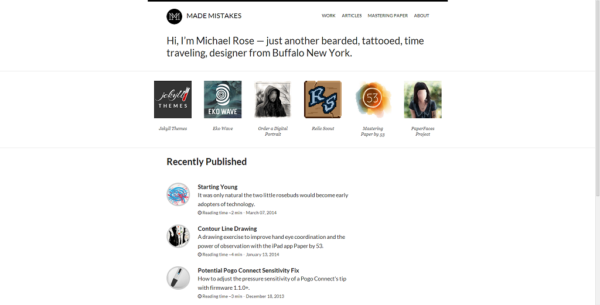 MADE MISTAKES
WORK ARTICLES MASTERING PAPER ABOUT
Hi, I'm Michael Rose — just another bearded, tattooed, time
traveling, designer from Buffalo New York.
jekyll
THEMES
EKO WAVE
RS
53
Jekyll Themes
Eko Wave
Order a Digital
Portrait
Rolle Scout
Mastering
Paper by 53
PaperFaces
Project
Recently Published
Starting Young
It was only natural the two little rosebuds would become early
adopters of technology.
Reading time ~2 min · March 07, 2014
Contour Line Drawing
A drawing exercise to improve hand eye coordination and the
power of observation with the iPad app Paper by 53.
Reading time ~4 min · January 13, 2014
Potential Pogo Connect Sensitivity Fix
How to adjust the pressure sensitivity of a Pogo Connect's tip
with firmware 1.1.0+.
Reading time ~3 min · December 18, 2013